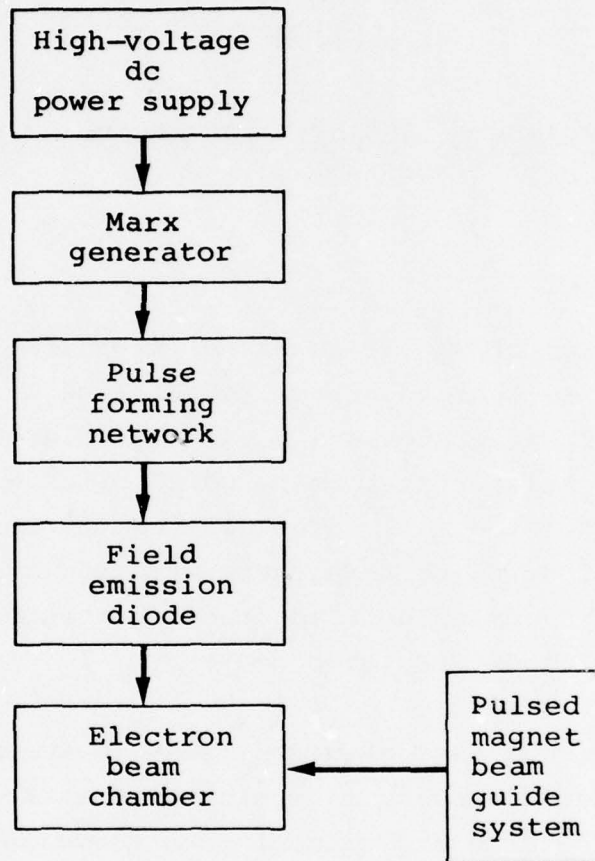 High—voltage
dc
power supply
Marx
generator
Pulse
forming
network
Field
emission
diode
Electron
beam
chamber
Pulsed
magnet
beam
guide
system